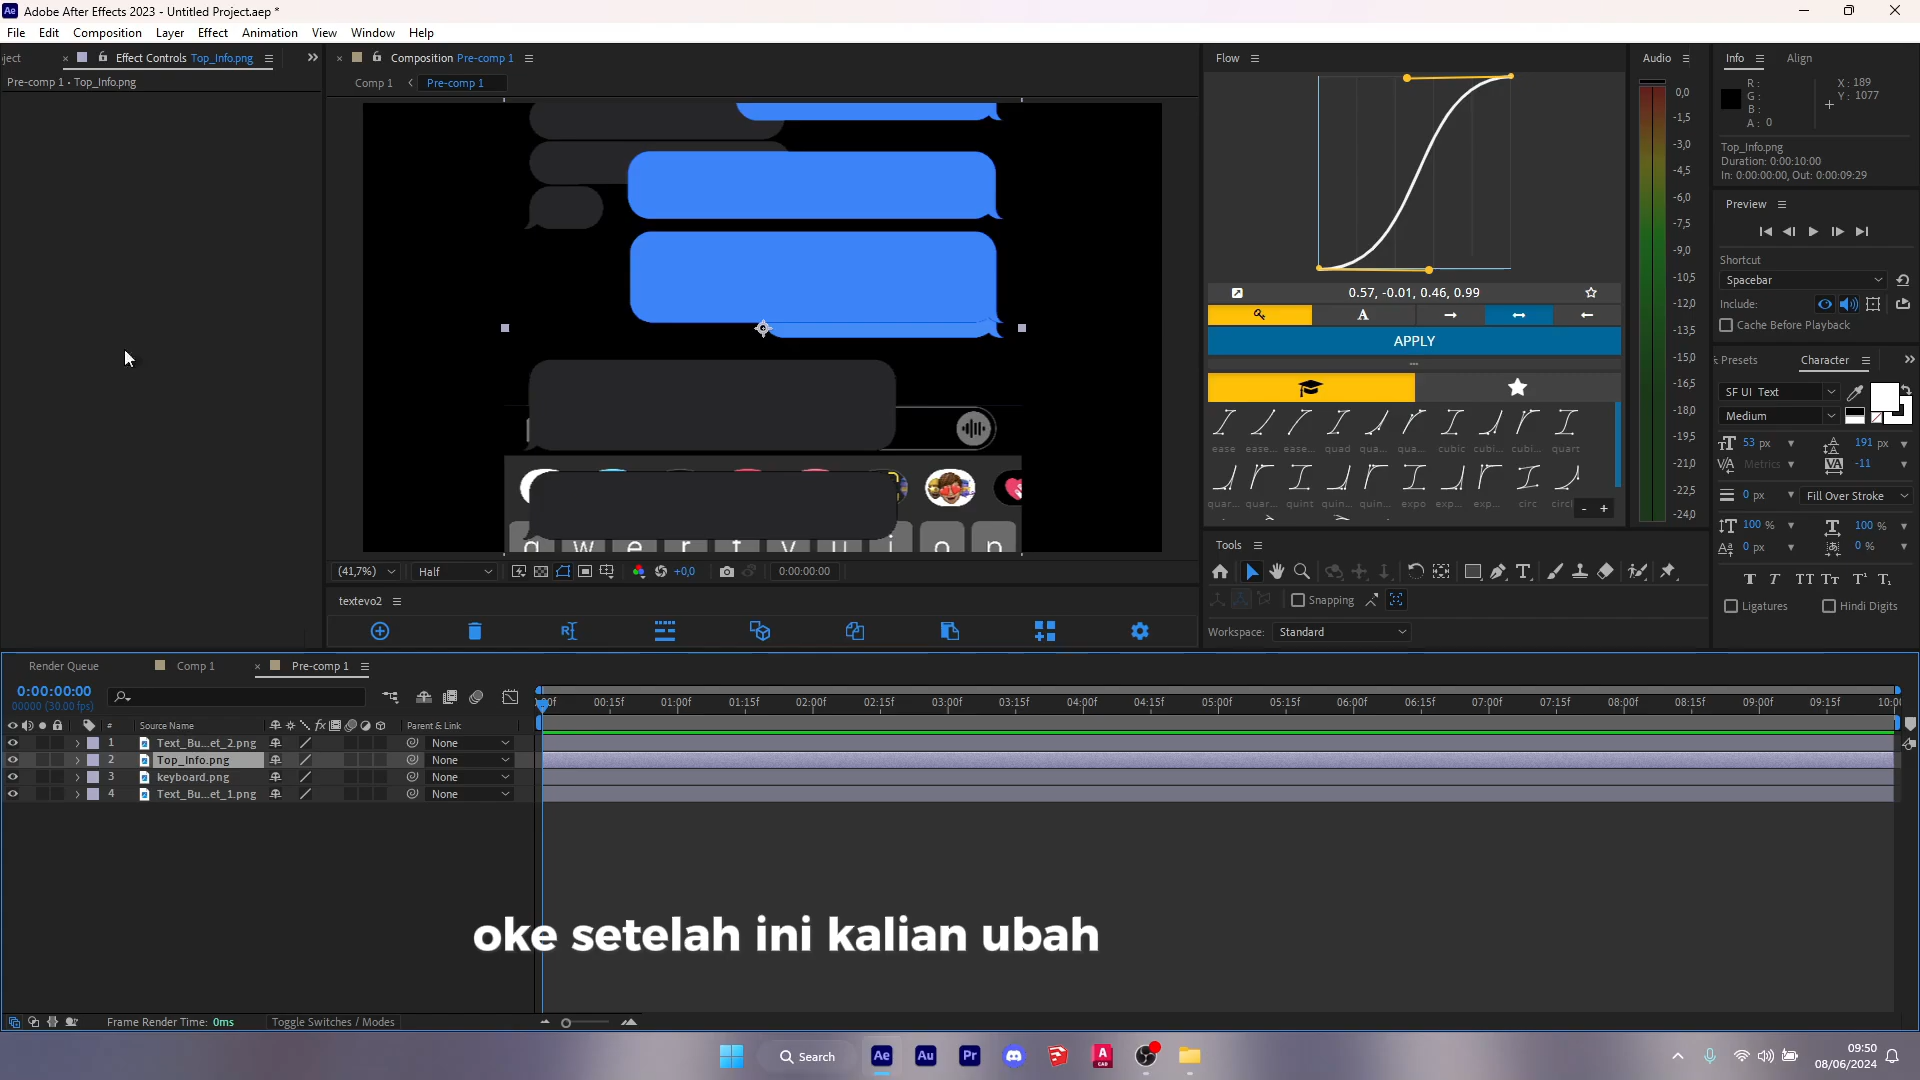 Adobe After Effects 2023 - Untitled Project.aep *
File Edit Composition Layer Effect Animation View Window Help
ject
Effect Controls Top_Info.png
Pre-comp 1 • Top_Info.png
Composition Pre-comp 1
Comp 1
Pre-comp 1
q w e r t y u i o p
(41,7%)
Half
+0,0
0:00:00:00
textevo2
Flow
0.57, -0.01, 0.46, 0.99
A
APPLY
ease ease... ease... quad qua... qua... cubic cubi... cubi... quart
quar... quar... quint quin... quin... expo exp... exp... circ circ
- +
Tools
Snapping
Workspace: Standard
Audio
0,0
-1,5
-3,0
-4,5
-6,0
-7,5
-9,0
-10,5
-12,0
-13,5
-15,0
-16,5
-18,0
-19,5
-21,0
-22,5
-24,0
Info
Align
R :
G :
B :
A : 0
X : 189
Y : 1077
Top_Info.png
Duration: 0:00:10:00
In: 0:00:00:00, Out: 0:00:09:29
Preview
Shortcut
Spacebar
Include:
Cache Before Playback
Presets
Character
SF UI Text
Medium
53 px
191 px
Metrics
-11
0 px
Fill Over Stroke
100 %
100 %
0 px
0 %
Ligatures
Hindi Digits
Render Queue
Comp 1
Pre-comp 1
0:00:00:00
00000 (30.00 fps)
00f 00:15f 01:00f 01:15f 02:00f 02:15f 03:00f 03:15f 04:00f 04:15f 05:00f 05:15f 06:00f 06:15f 07:00f 07:15f 08:00f 08:15f 09:00f 09:15f 10:00
# Source Name
Parent & Link
1 Text_Bu...et_2.png None
2 Top_Info.png None
3 keyboard.png None
4 Text_Bu...et_1.png None
oke setelah ini kalian ubah
Frame Render Time: 0ms
Toggle Switches / Modes
Search
Ae Au Pr
A
CAD
09:50
08/06/2024